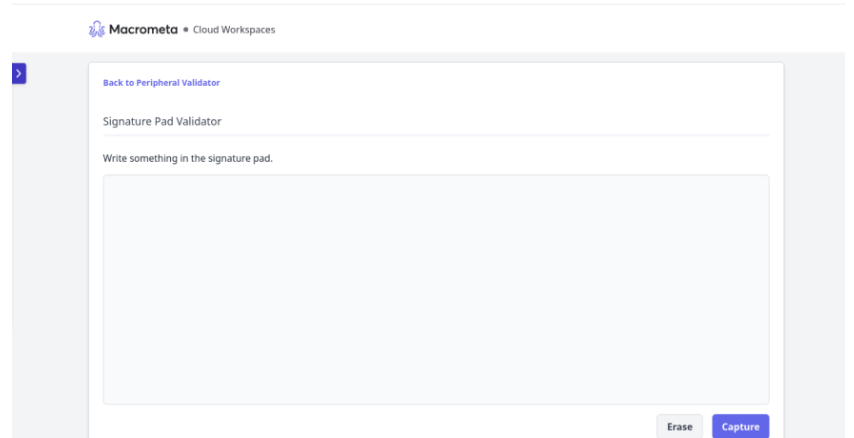 Macrometa • Cloud Workspaces
Back to Peripheral Validator
Signature Pad Validator
Write something in the signature pad.
Erase Capture